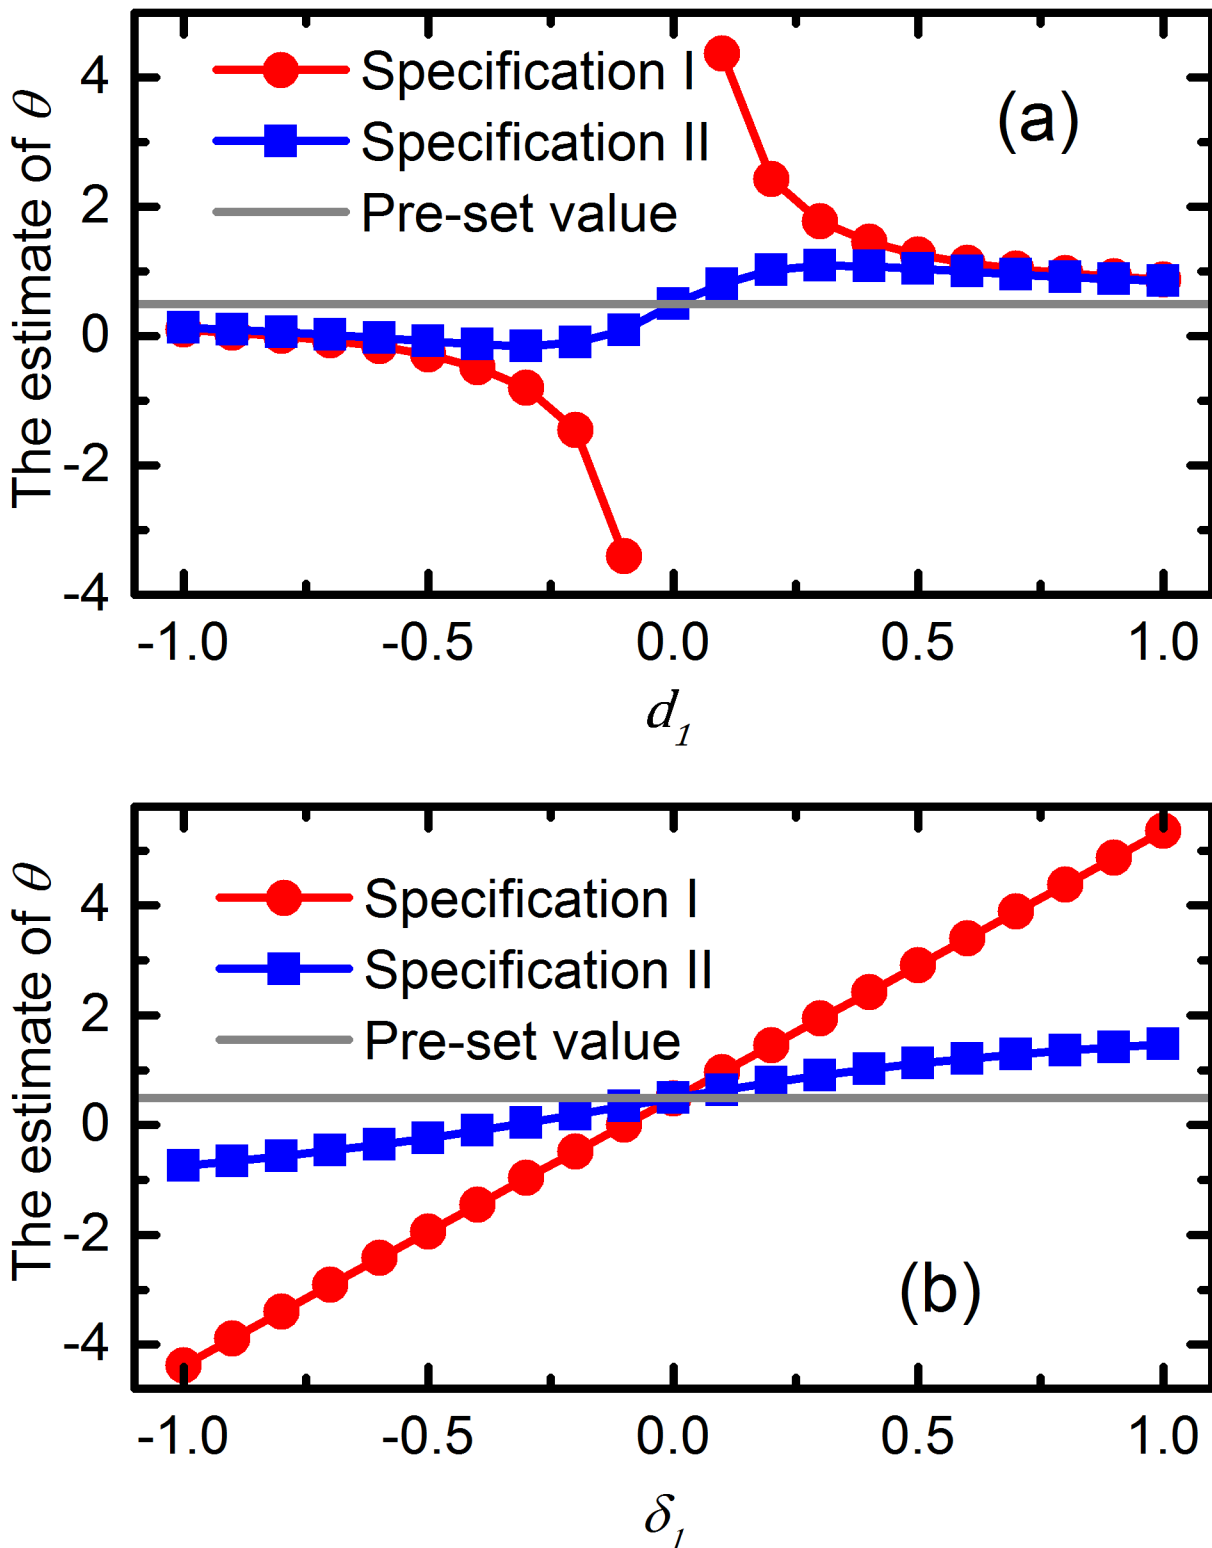 The estimate of θ
4
2
0
-2
-4
Specification I
Specification II
Pre-set value
(a)
-1.0 -0.5 0.0 0.5 1.0
d1
The estimate of θ
4
2
0
-2
-4
Specification I
Specification II
Pre-set value
(b)
-1.0 -0.5 0.0 0.5 1.0
δ1